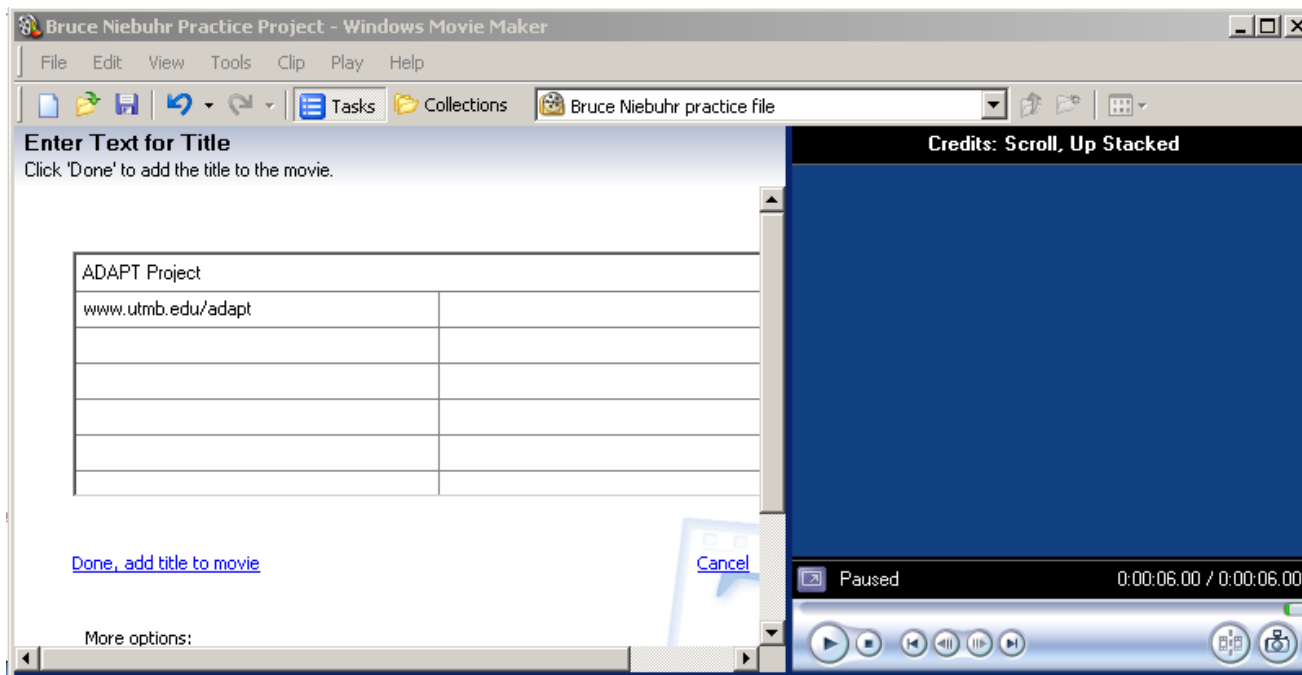 Bruce Niebuhr Practice Project - Windows Movie Maker
File Edit View Tools Clip Play Help
Tasks Collections Bruce Niebuhr practice file
Enter Text for Title
Click 'Done' to add the title to the movie.
Credits: Scroll, Up Stacked
ADAPT Project
www.utmb.edu/adapt
Done, add title to movie Cancel
Paused 0:00:06.00 / 0:00:06.00
More options: